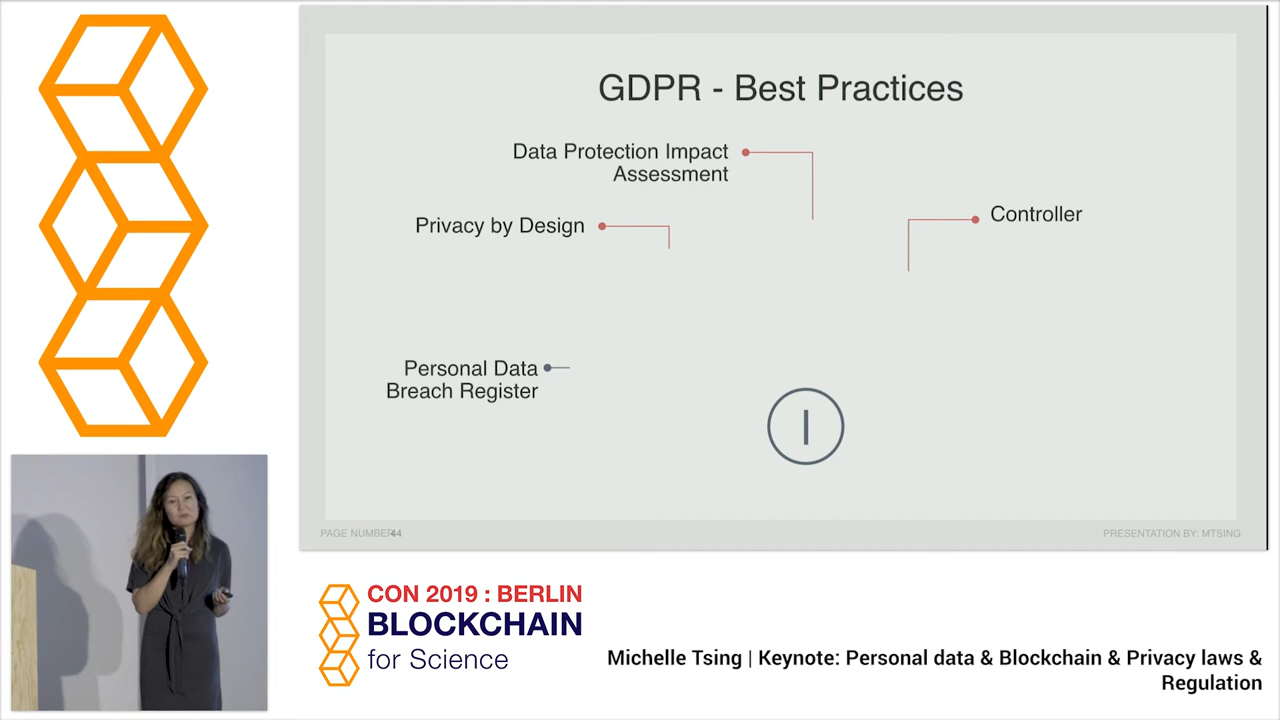 GDPR - Best Practices
Data Protection Impact
Assessment
Privacy by Design
Controller
Personal Data
Breach Register
PAGE NUMBER44
PRESENTATION BY: MTSING
CON 2019 : BERLIN
BLOCKCHAIN
for Science
Michelle Tsing | Keynote: Personal data & Blockchain & Privacy laws &
Regulation